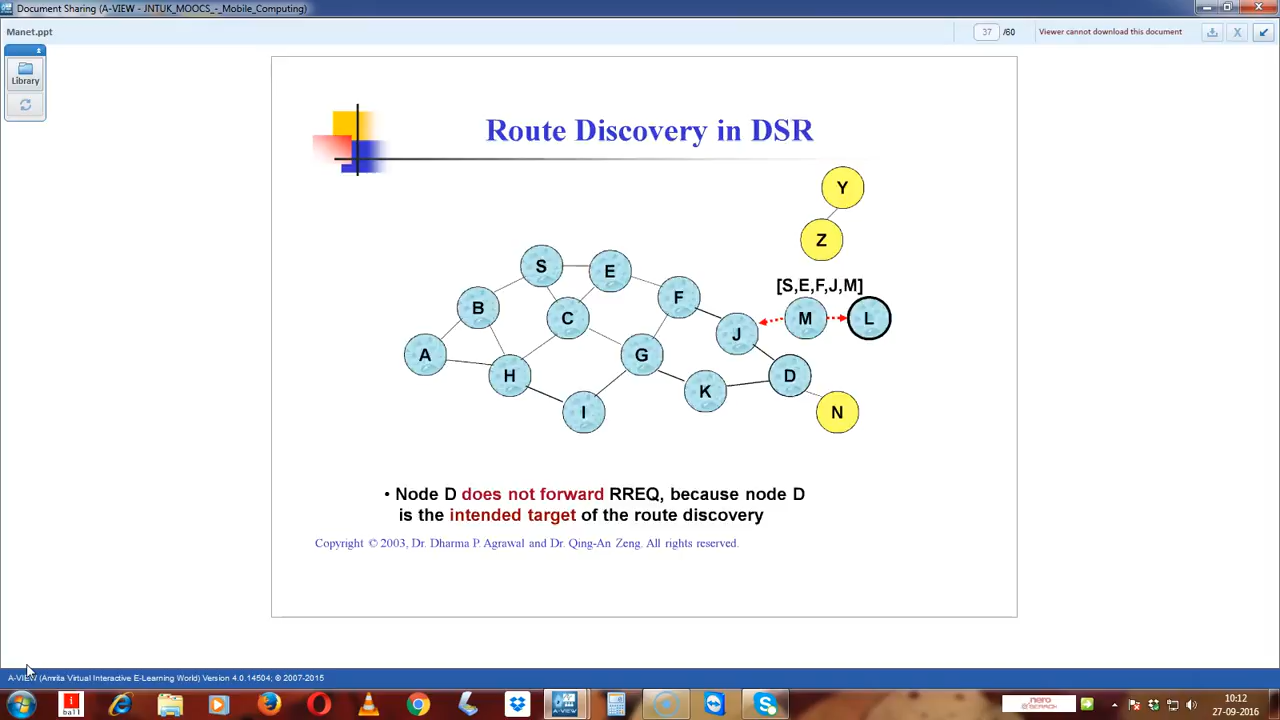 Document Sharing (A-VIEW - JNTUK_MOOCS_-_Mobile_Computing)
Manet.ppt
37 /60
Viewer cannot download this document
X
Library
Route Discovery in DSR
Y
Z
[S,E,F,J,M]
S
E
F
B
C
M
L
J
A
G
H
D
K
I
N
• Node D does not forward RREQ, because node D
is the intended target of the route discovery
Copyright © 2003, Dr. Dharma P. Agrawal and Dr. Qing-An Zeng. All rights reserved.
A-VIEW (Amrita Virtual Interactive E-Learning World) Version 4.0.14504; © 2007-2015
i
ball
A-VIEW
10:12
27-09-2016